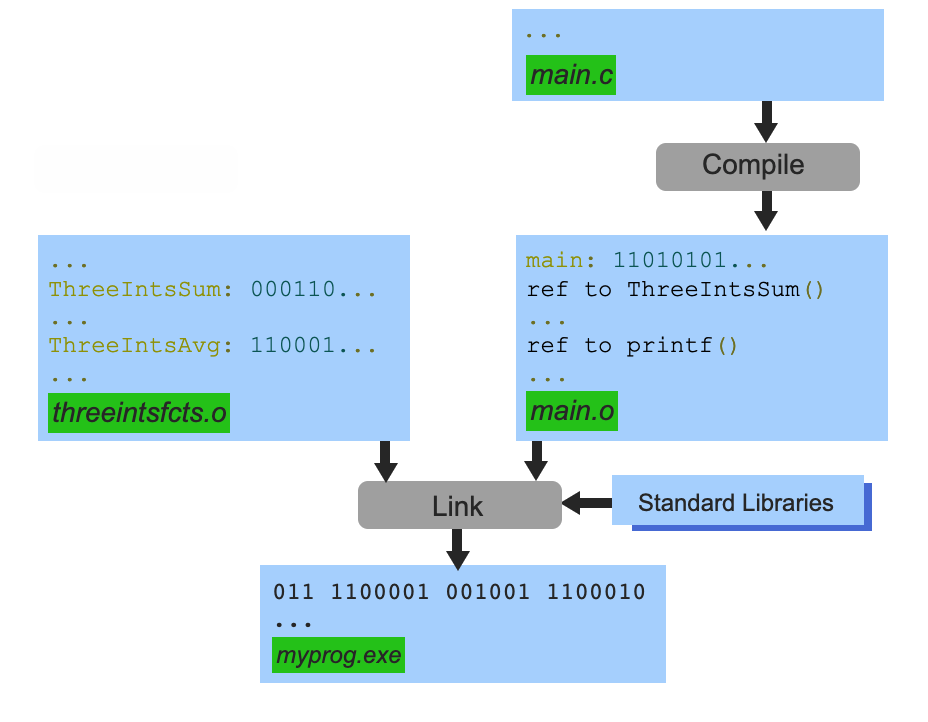 ...
main.c
Compile
...
ThreeIntsSum: 000110...
...
ThreeIntsAvg: 110001...
...
threeintsfcts.o
main: 11010101...
ref to ThreeIntsSum()
...
ref to printf()
...
main.o
Link
Standard Libraries
011 1100001 001001 1100010
...
myprog.exe